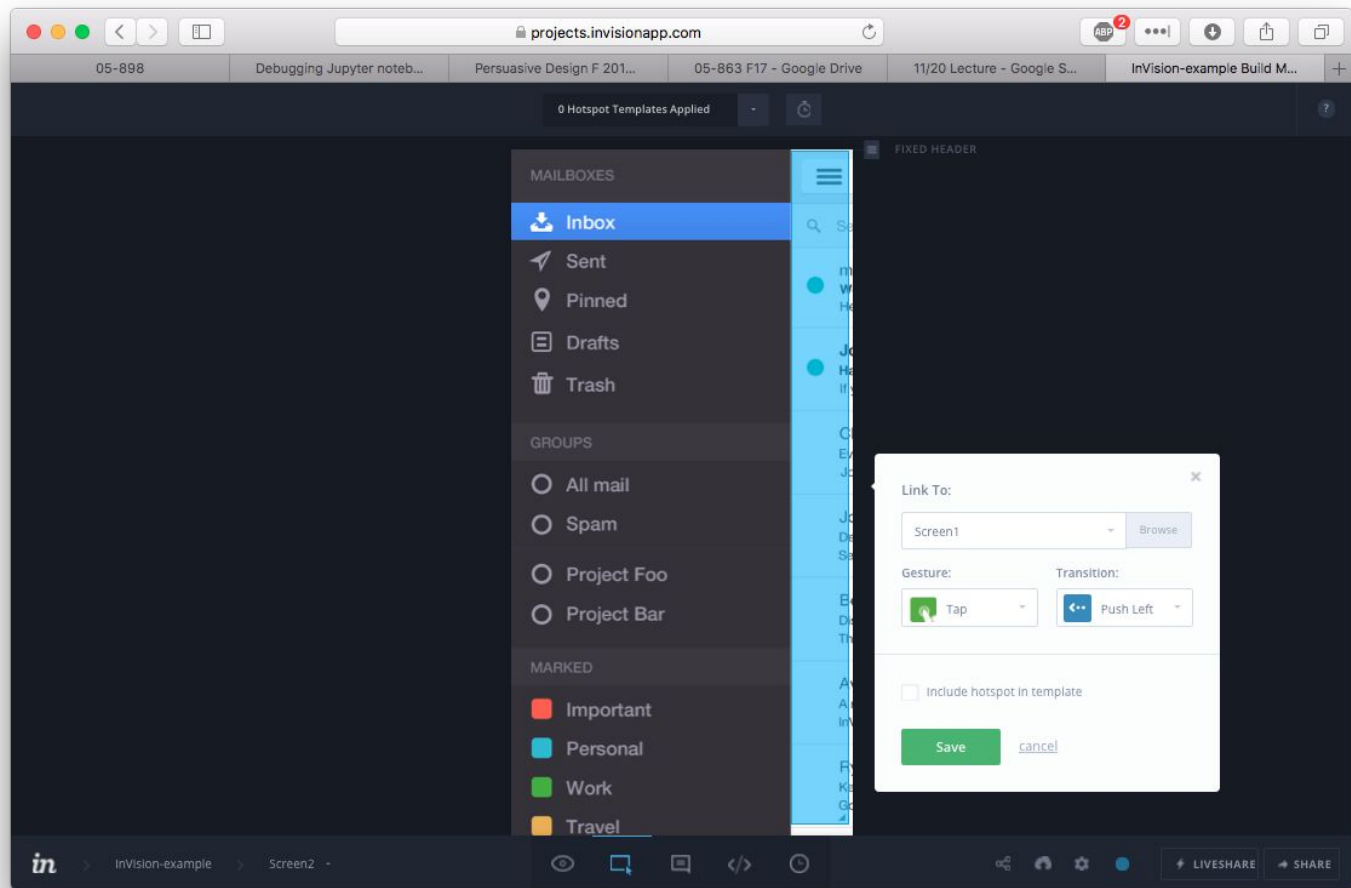 ABP 2
projects.invisionapp.com
05-898
Debugging Jupyter noteb...
Persuasive Design F 201...
05-863 F17 - Google Drive
11/20 Lecture - Google S...
InVision-example Build M...
0 Hotspot Templates Applied
?
FIXED HEADER
MAILBOXES
Inbox
Sent
Pinned
Drafts
Trash
GROUPS
All mail
Spam
Project Foo
Project Bar
MARKED
Important
Personal
Work
Travel
Link To:
Screen1
Browse
Gesture:
Transition:
Tap
Push Left
Include hotspot in template
Save
cancel
in
InVision-example
Screen2
LIVESHARE
SHARE